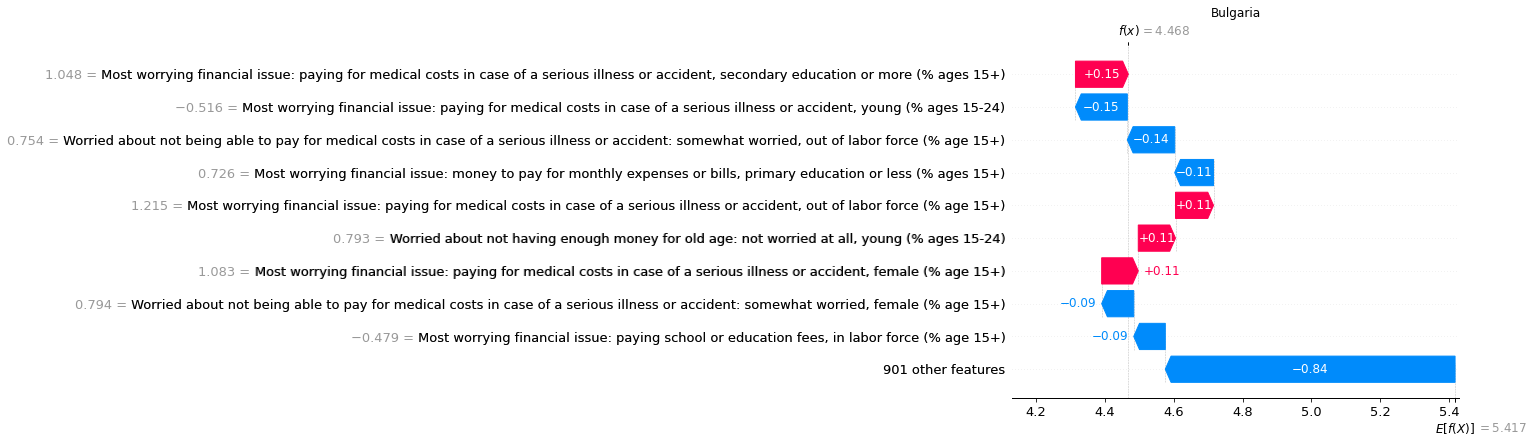 Bulgaria
f(x) = 4.468
1.048 = Most worrying financial issue: paying for medical costs in case of a serious illness or accident, secondary education or more (% ages 15+) +0.15
−0.516 = Most worrying financial issue: paying for medical costs in case of a serious illness or accident, young (% ages 15-24) −0.15
0.754 = Worried about not being able to pay for medical costs in case of a serious illness or accident: somewhat worried, out of labor force (% age 15+) −0.14
0.726 = Most worrying financial issue: money to pay for monthly expenses or bills, primary education or less (% ages 15+) −0.11
1.215 = Most worrying financial issue: paying for medical costs in case of a serious illness or accident, out of labor force (% ages 15+) +0.11
0.793 = Worried about not having enough money for old age: not worried at all, young (% ages 15-24) +0.11
1.083 = Most worrying financial issue: paying for medical costs in case of a serious illness or accident, female (% ages 15+) +0.11
0.794 = Worried about not being able to pay for medical costs in case of a serious illness or accident: somewhat worried, female (% age 15+) −0.09
−0.479 = Most worrying financial issue: paying school or education fees, in labor force (% ages 15+) −0.09
901 other features −0.84
4.2 4.4 4.6 4.8 5.0 5.2 5.4
E[f(X)] = 5.417